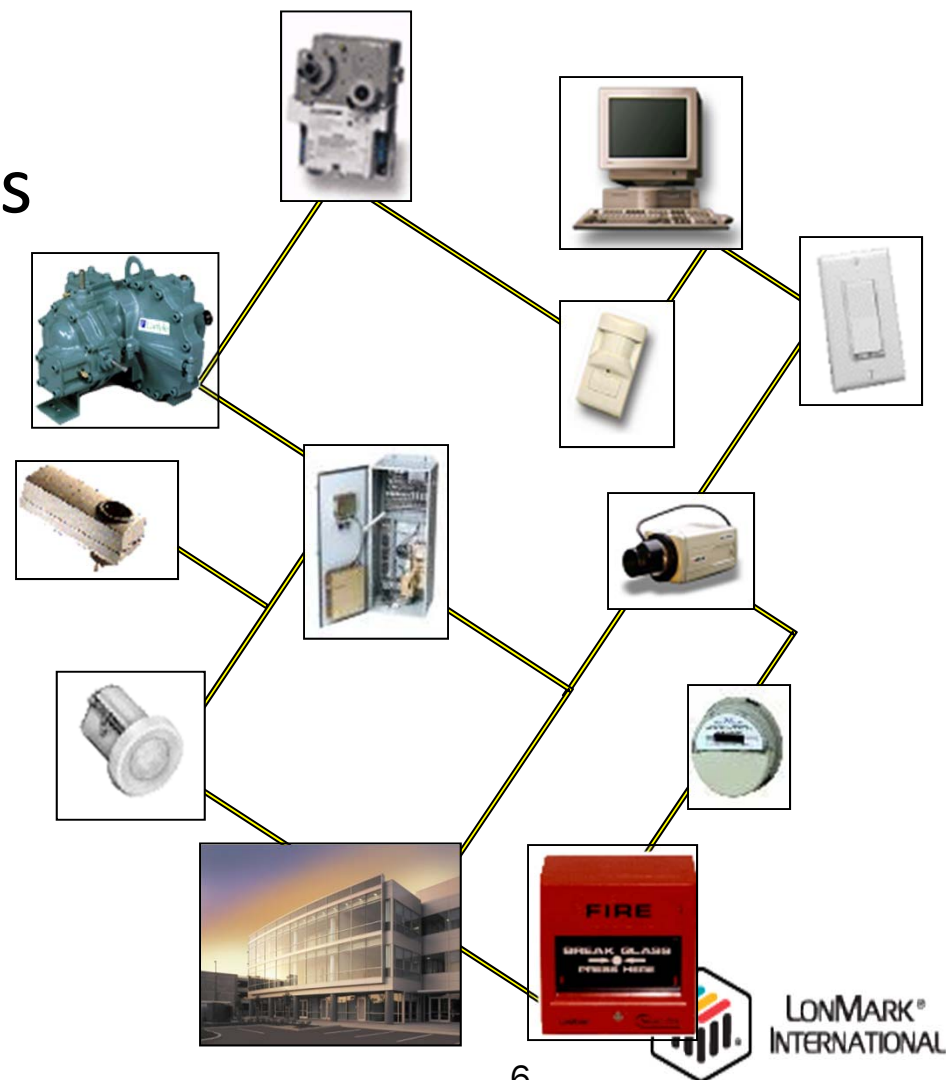 s
FIRE
BREAK GLASS
PRESS HERE
LONMARK®
INTERNATIONAL
6